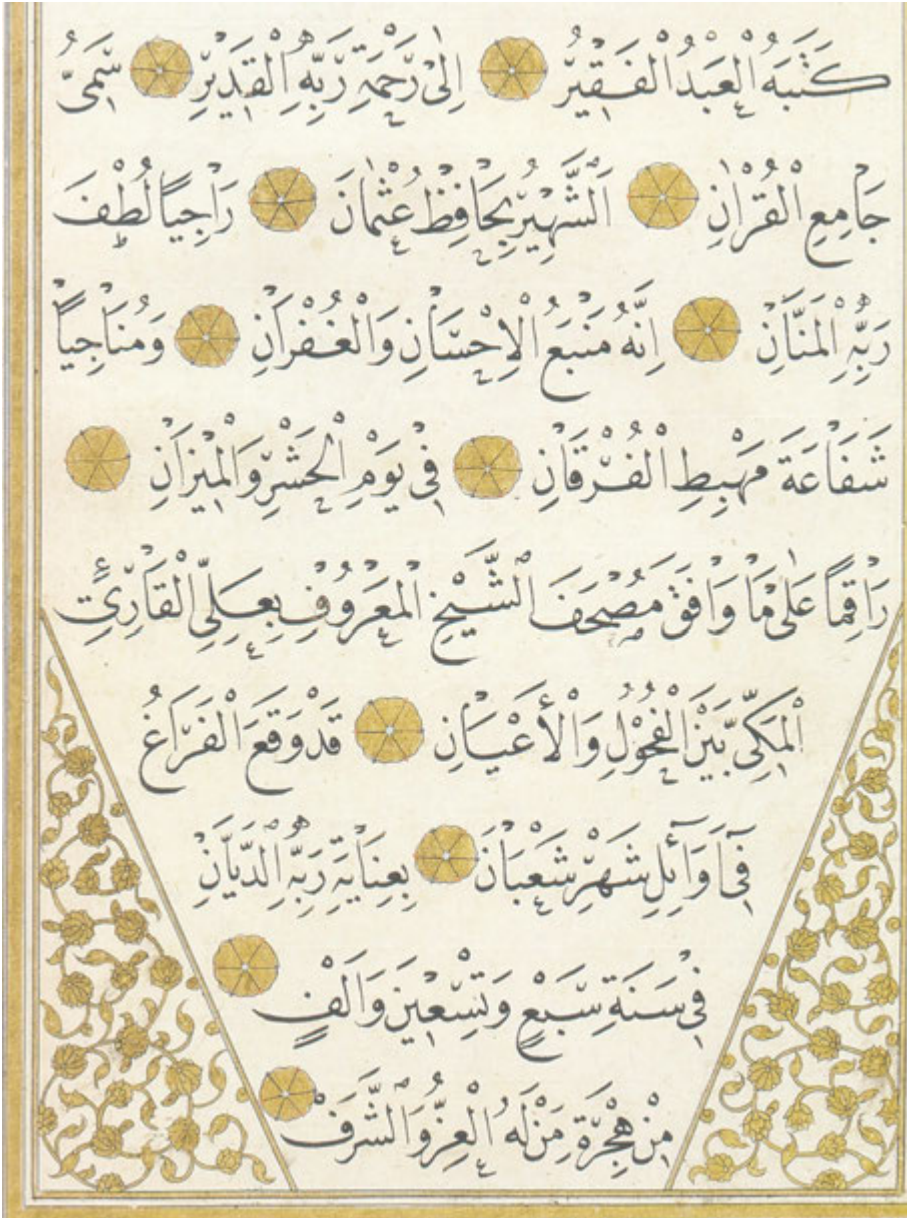 كَتَبَهُ الْعَبْدُ الْفَقِيرُ اِلٰى رَحْمَةِ رَبِّهِ الْقَدِيرِ سَمِىُّ
جَامِعِ الْقُرْاٰنِ اَلشَّهِيرُ بِحَافِظِ عُثْمَانَ رَاجِيًا لُطْفَ
رَبِّهِ الْمَنَّانِ اِنَّهُ مَنْبَعُ الْاِحْسَانِ وَالْغُفْرَانِ وَمُنَاجِيًا
شَفَاعَةَ مَهْبِطِ الْفُرْقَانِ فِى يَوْمِ الْحَشْرِ وَالْمِيزَانِ
رَاقِمًا عَلٰى مَا وَافَقَ مُصْحَفَ الشَّيْخِ الْمَعْرُوفِ بِعَلِىِّ الْقَارِئِ
الْمَكِّىِّ بَيْنَ الْفُحُولِ وَالْأَعْيَانِ قَدْ وَقَعَ الْفَرَاغُ
فِى اَوَائِلِ شَهْرِ شَعْبَانَ بِعِنَايَةِ رَبِّهِ الدَّيَّانِ
فِى سَنَةِ سَبْعٍ وَتِسْعِينَ وَاَلْفٍ
مِنْ هِجْرَةِ مَنْ لَهُ الْعِزُّ وَالشَّرَفُ